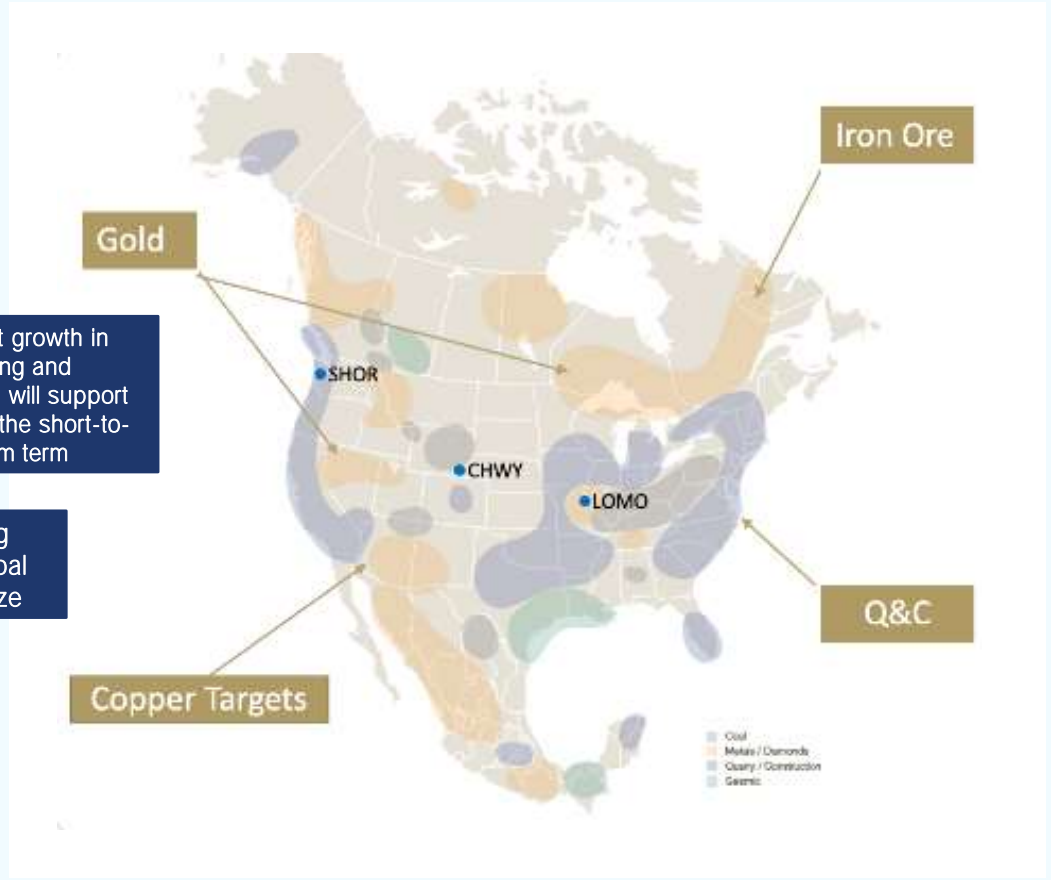 Iron Ore
Gold
t growth in
ng and
will support
the short-to-
m term
SHOR
CHWY
LOMO
g
oal
ze
Q&C
Copper Targets
Coal
Metals / Diamonds
Quarry / Construction
Seismic